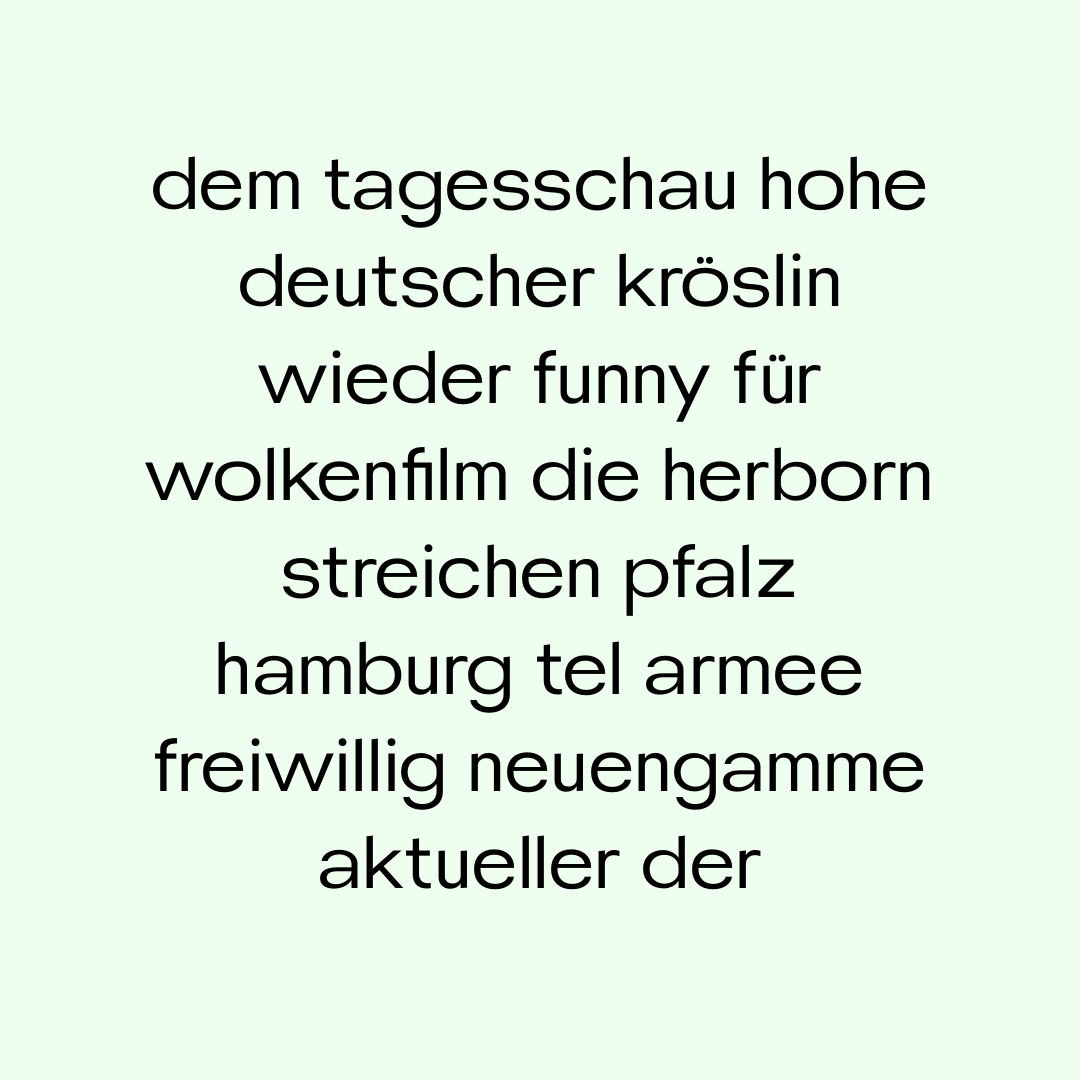 dem tagesschau hohe
deutscher kröslin
wieder funny für
wolkenfilm die herborn
streichen pfalz
hamburg tel armee
freiwillig neuengamme
aktueller der